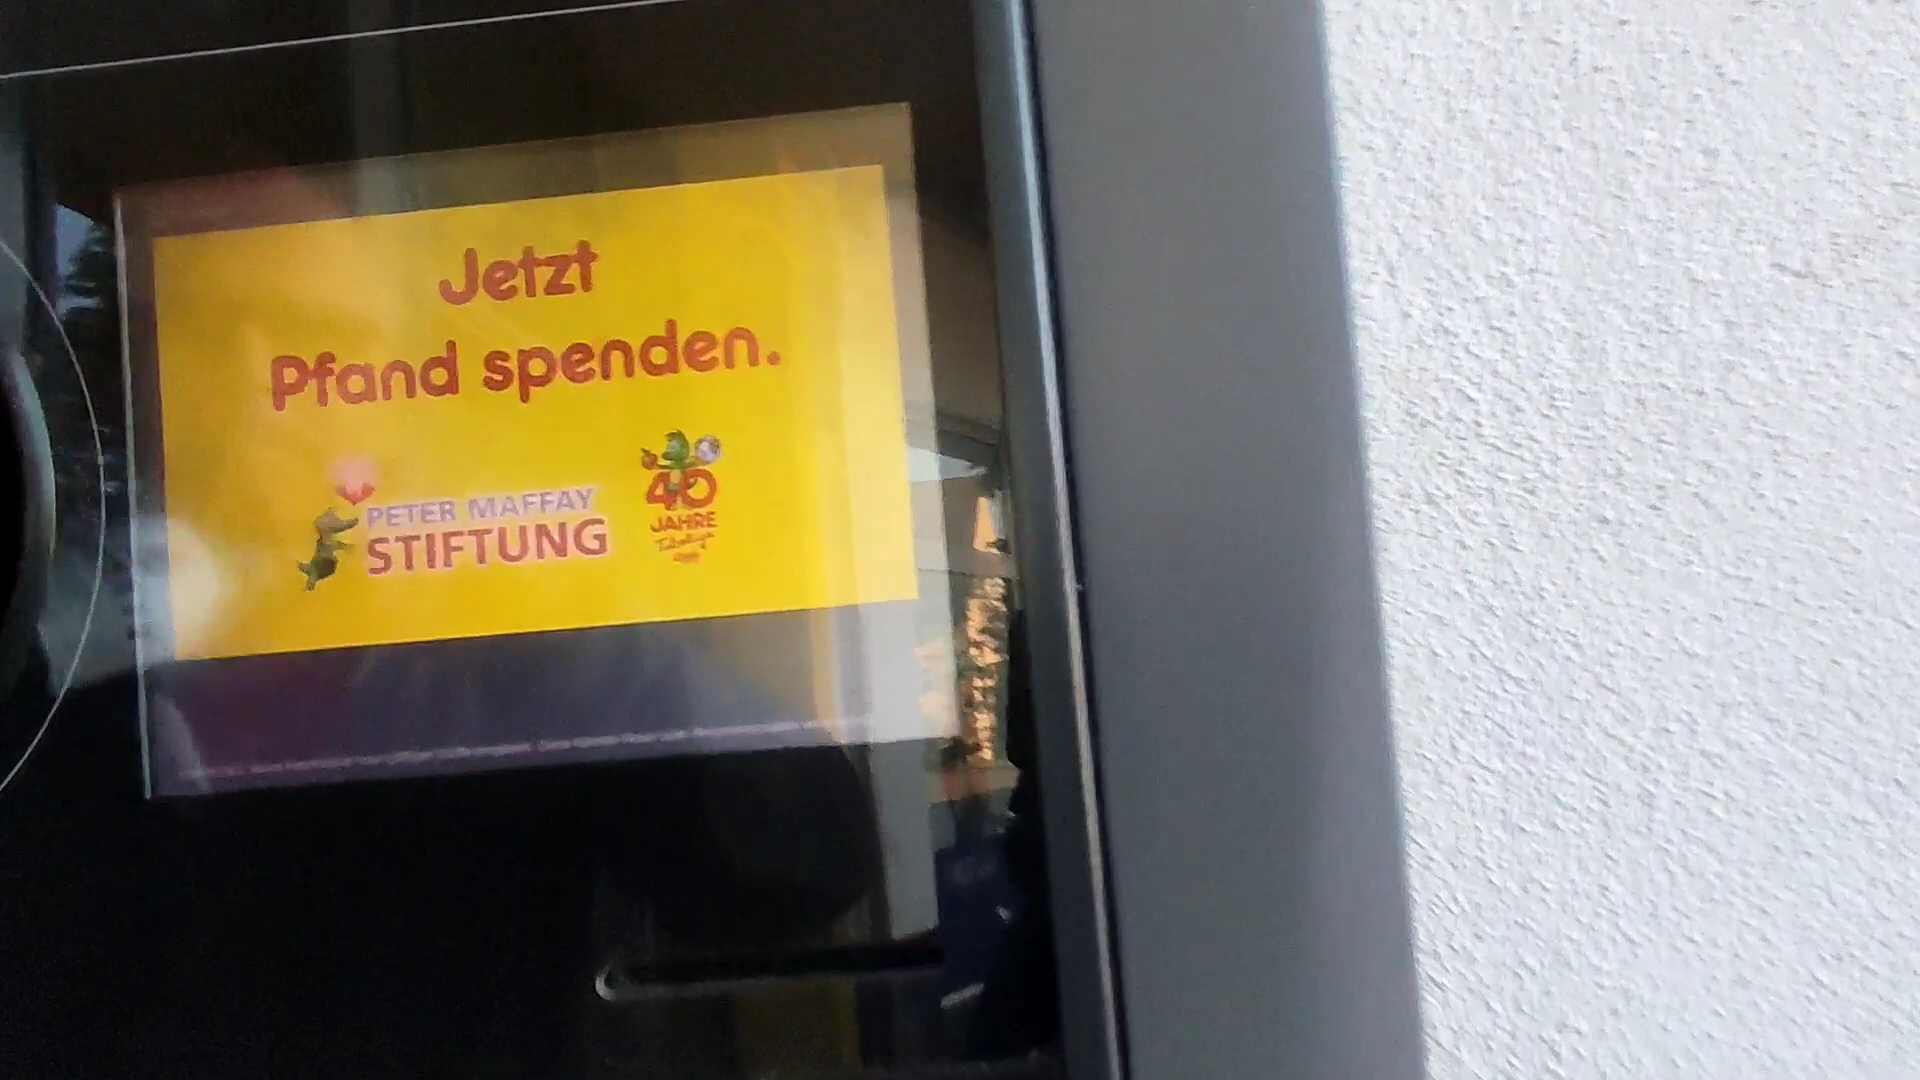 Jetzt
Pfand spenden.
PETER MAFFAY
STIFTUNG
40
JAHRE